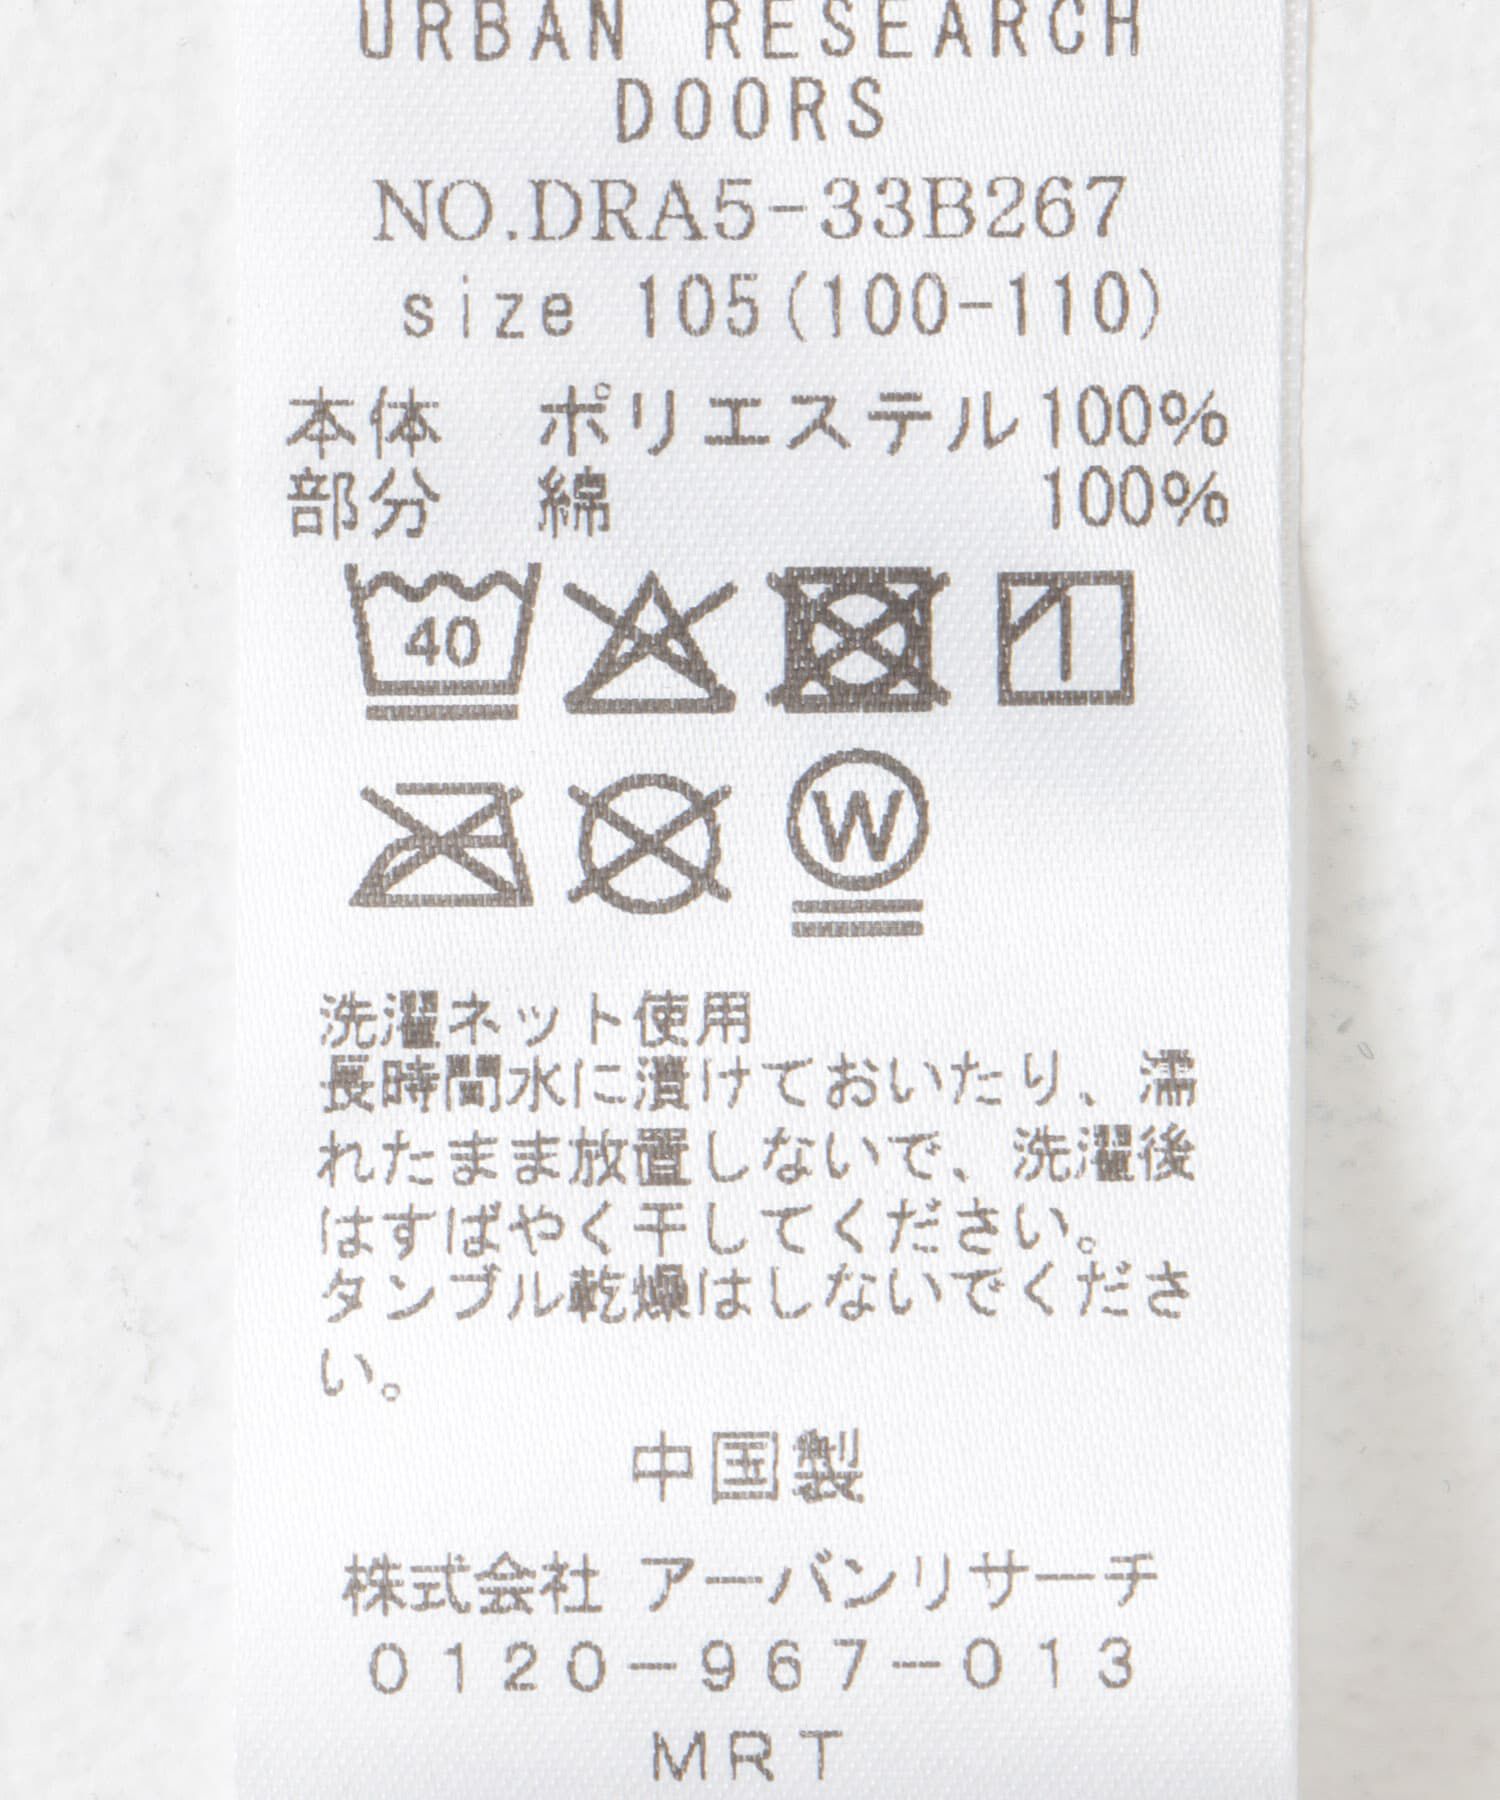 URBAN RESEARCH
DOORS
NO.DRA5-33B267
size 105(100-110)
本体 ポリエステル100%
部分 綿 100%
40
W
洗濯ネット使用
長時間水に漬けておいたり、濡
れたまま放置しないで、洗濯後
はすばやく干してください。
タンブル乾燥はしないでくださ
い。
中国製
株式会社 アーバンリサーチ
0120-967-013
MRT